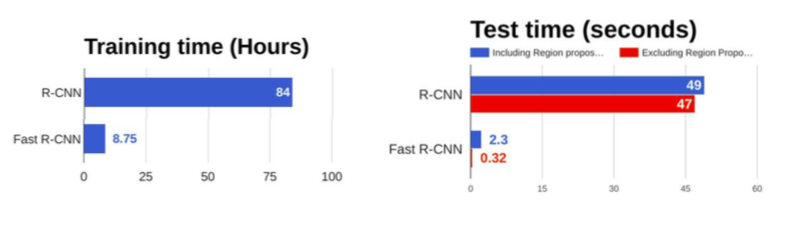 Training time (Hours)
R-CNN 84
Fast R-CNN 8.75
0 25 50 75 100
Test time (seconds)
Including Region propos... Excluding Region Propo...
R-CNN 49
47
Fast R-CNN 2.3
0.32
0 15 30 45 60